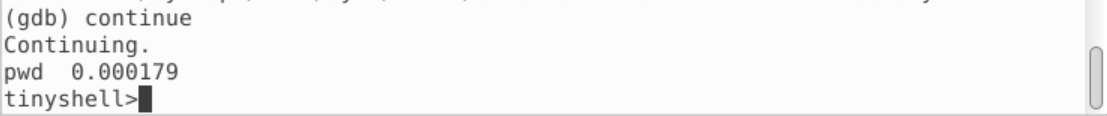 (gdb) continue
Continuing.
pwd  0.000179
tinyshell>